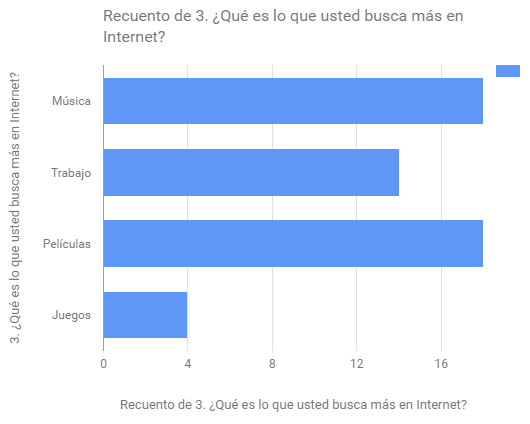 Recuento de 3. ¿Qué es lo que usted busca más en
Internet?
3. ¿Qué es lo que usted busca más en Internet?
Música
Trabajo
Películas
Juegos
0 4 8 12 16
Recuento de 3. ¿Qué es lo que usted busca más en Internet?